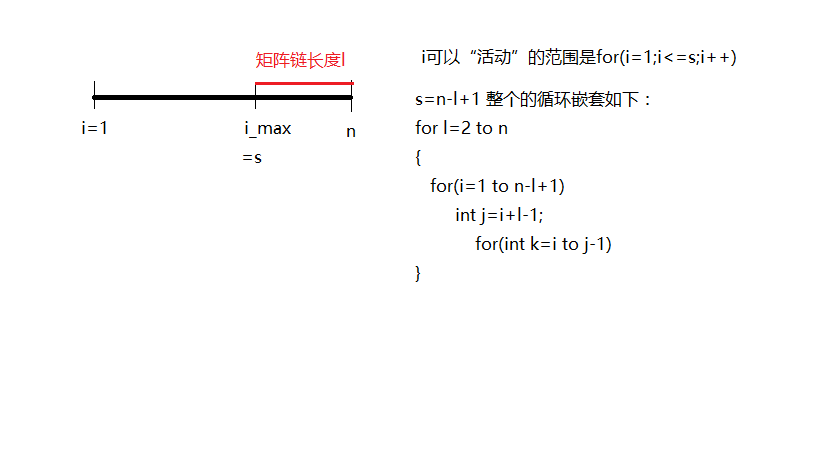 矩阵链长度l
i=1
i_max
=s
n
i可以“活动”的范围是for(i=1;i<=s;i++)
s=n-l+1 整个的循环嵌套如下：
for l=2 to n
{
for(i=1 to n-l+1)
int j=i+l-1;
for(int k=i to j-1)
}